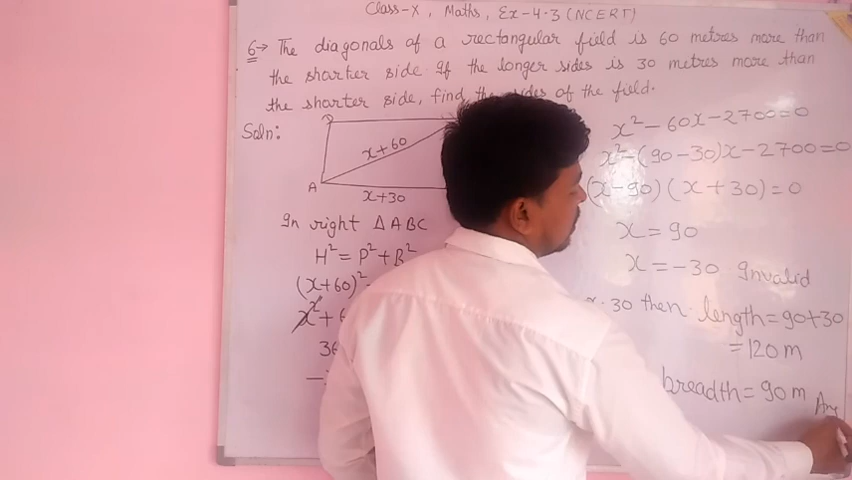 Class-X, Maths, Ex-4.3 (NCERT)
6→ The diagonals of a rectangular field is 60 metres more than
the shorter side. If the longer sides is 30 metres more than
the shorter side, find the sides of the field.
Soln:
x+60
A
x+30
In right ΔABC
H² = P² + B²
(x+60)²
x² + 6
36
x² - 60x - 2700 = 0
x² - (90-30)x - 2700 = 0
(x-90)(x+30) = 0
x = 90
x = -30 Invalid
30 then length = 90+30
= 120 m
breadth = 90 m Ans